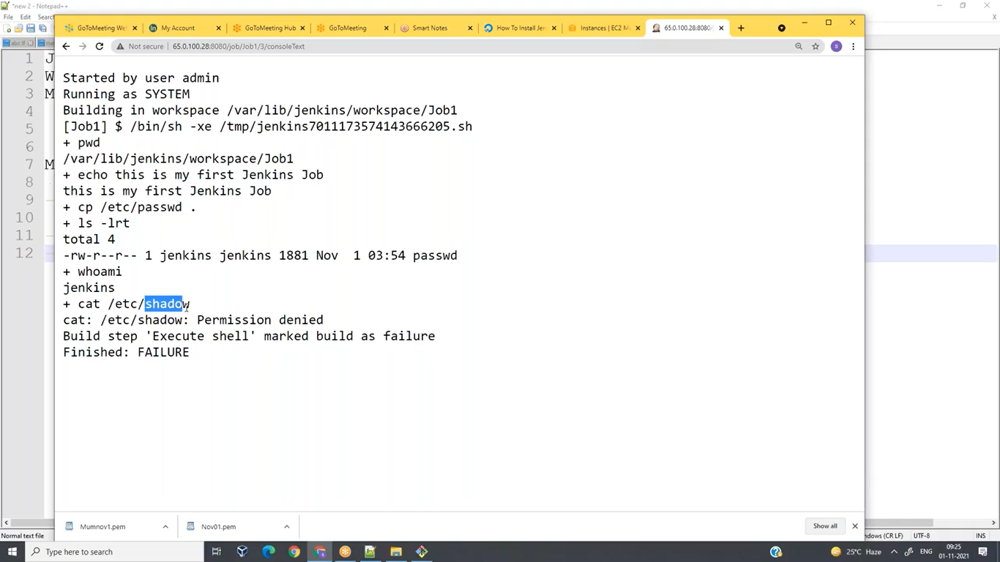 *new 2 - Notepad++
File Edit Search
GoToMeeting We
My Account
GoToMeeting Hub
GoToMeeting
Smart Notes
How To Install Jen
Instances | EC2 M
65.0.100.28:8080/
Not secure 65.0.100.28:8080/job/Job1/3/consoleText
1 J
2 W
3 M
4
5
6
7 M
8
9
10
11
12
Started by user admin
Running as SYSTEM
Building in workspace /var/lib/jenkins/workspace/Job1
[Job1] $ /bin/sh -xe /tmp/jenkins7011173574143666205.sh
+ pwd
/var/lib/jenkins/workspace/Job1
+ echo this is my first Jenkins Job
this is my first Jenkins Job
+ cp /etc/passwd .
+ ls -lrt
total 4
-rw-r--r-- 1 jenkins jenkins 1881 Nov  1 03:54 passwd
+ whoami
jenkins
+ cat /etc/shadow
cat: /etc/shadow: Permission denied
Build step 'Execute shell' marked build as failure
Finished: FAILURE
Mumnov1.pem
Nov01.pem
Show all
Normal text file
(CR LF) UTF-8 INS
Type here to search
25°C Haze ENG 09:25
01-11-2021